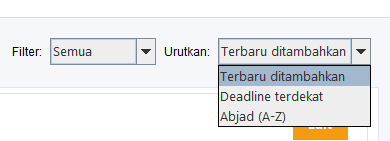 Filter: Semua Urutkan: Terbaru ditambahkan
Terbaru ditambahkan
Deadline terdekat
Abjad (A-Z)